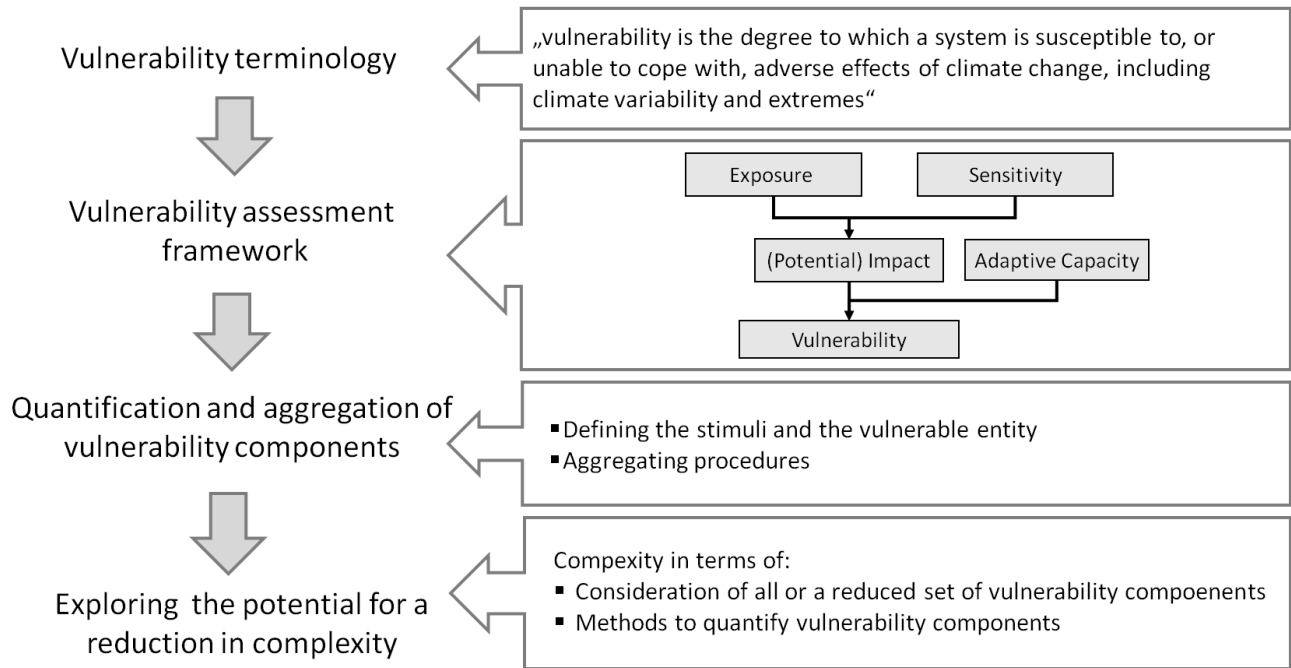 Vulnerability terminology
„vulnerability is the degree to which a system is susceptible to, or
unable to cope with, adverse effects of climate change, including
climate variability and extremes“
Vulnerability assessment
framework
Exposure
Sensitivity
(Potential) Impact
Adaptive Capacity
Vulnerability
Quantification and aggregation of
vulnerability components
▪Defining the stimuli and the vulnerable entity
▪Aggregating procedures
Exploring  the potential for a
reduction in complexity
Compexity in terms of:
▪ Consideration of all or a reduced set of vulnerability compoenents
▪ Methods to quantify vulnerability components